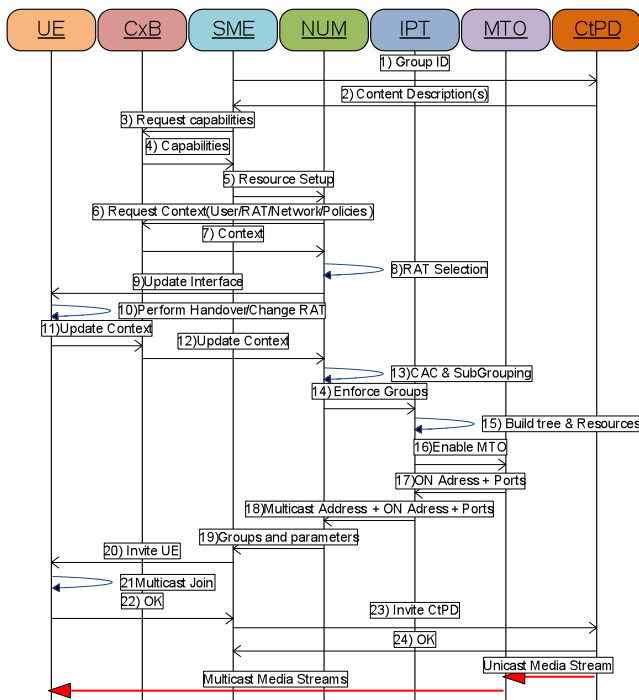 UE CxB SME NUM IPT MTO CtPD
1) Group ID
2) Content Description(s)
3) Request capabilities
4) Capabilities
5) Resource Setup
6) Request Context(User/RAT/Network/Policies)
7) Context
8)RAT Selection
9)Update Interface
10)Perform Handover/Change RAT
11)Update Context
12)Update Context
13)CAC & SubGrouping
14) Enforce Groups
15) Build tree & Resources
16)Enable MTO
17)ON Adress + Ports
18)Multicast Address + ON Adress + Ports
19)Groups and parameters
20) Invite UE
21Multicast Join
22) OK
23) Invite CtPD
24) OK
Unicast Media Stream
Multicast Media Streams